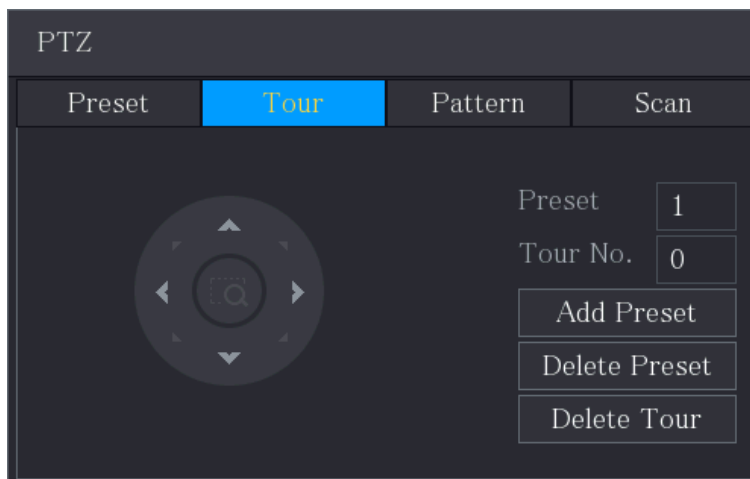 PTZ
Preset Tour Pattern Scan
Preset 1
Tour No. 0
Add Preset
Delete Preset
Delete Tour